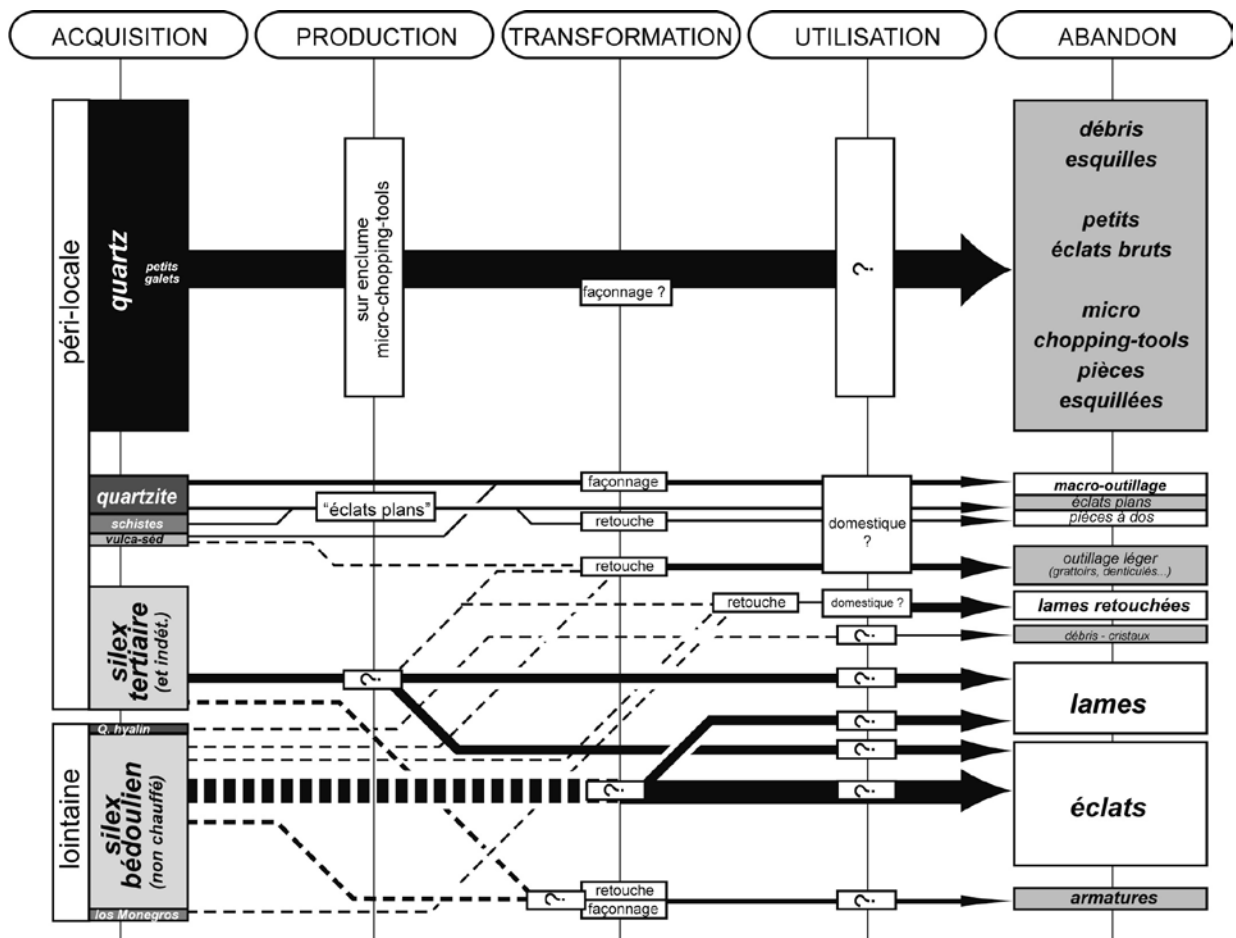 ACQUISITION
PRODUCTION
TRANSFORMATION
UTILISATION
ABANDON
péri-locale
quartz
petits
galets
sur enclume
micro-chopping-tools
façonnage ?
?
débris
esquilles
petits
éclats bruts
micro
chopping-tools
pièces
esquillées
quartzite
schistes
vulca-séd
"éclats plans"
façonnage
retouche
domestique
?
macro-outillage
éclats plans
pièces à dos
retouche
outillage léger
(grattoirs, denticulés...)
retouche
domestique ?
lames retouchées
?
débris - cristaux
silex
tertiaire
(et indét.)
?
?
lames
lointaine
Q. hyalin
?
?
silex
bédoulien
(non chauffé)
?
?
éclats
los Monegros
?
retouche
façonnage
?
armatures